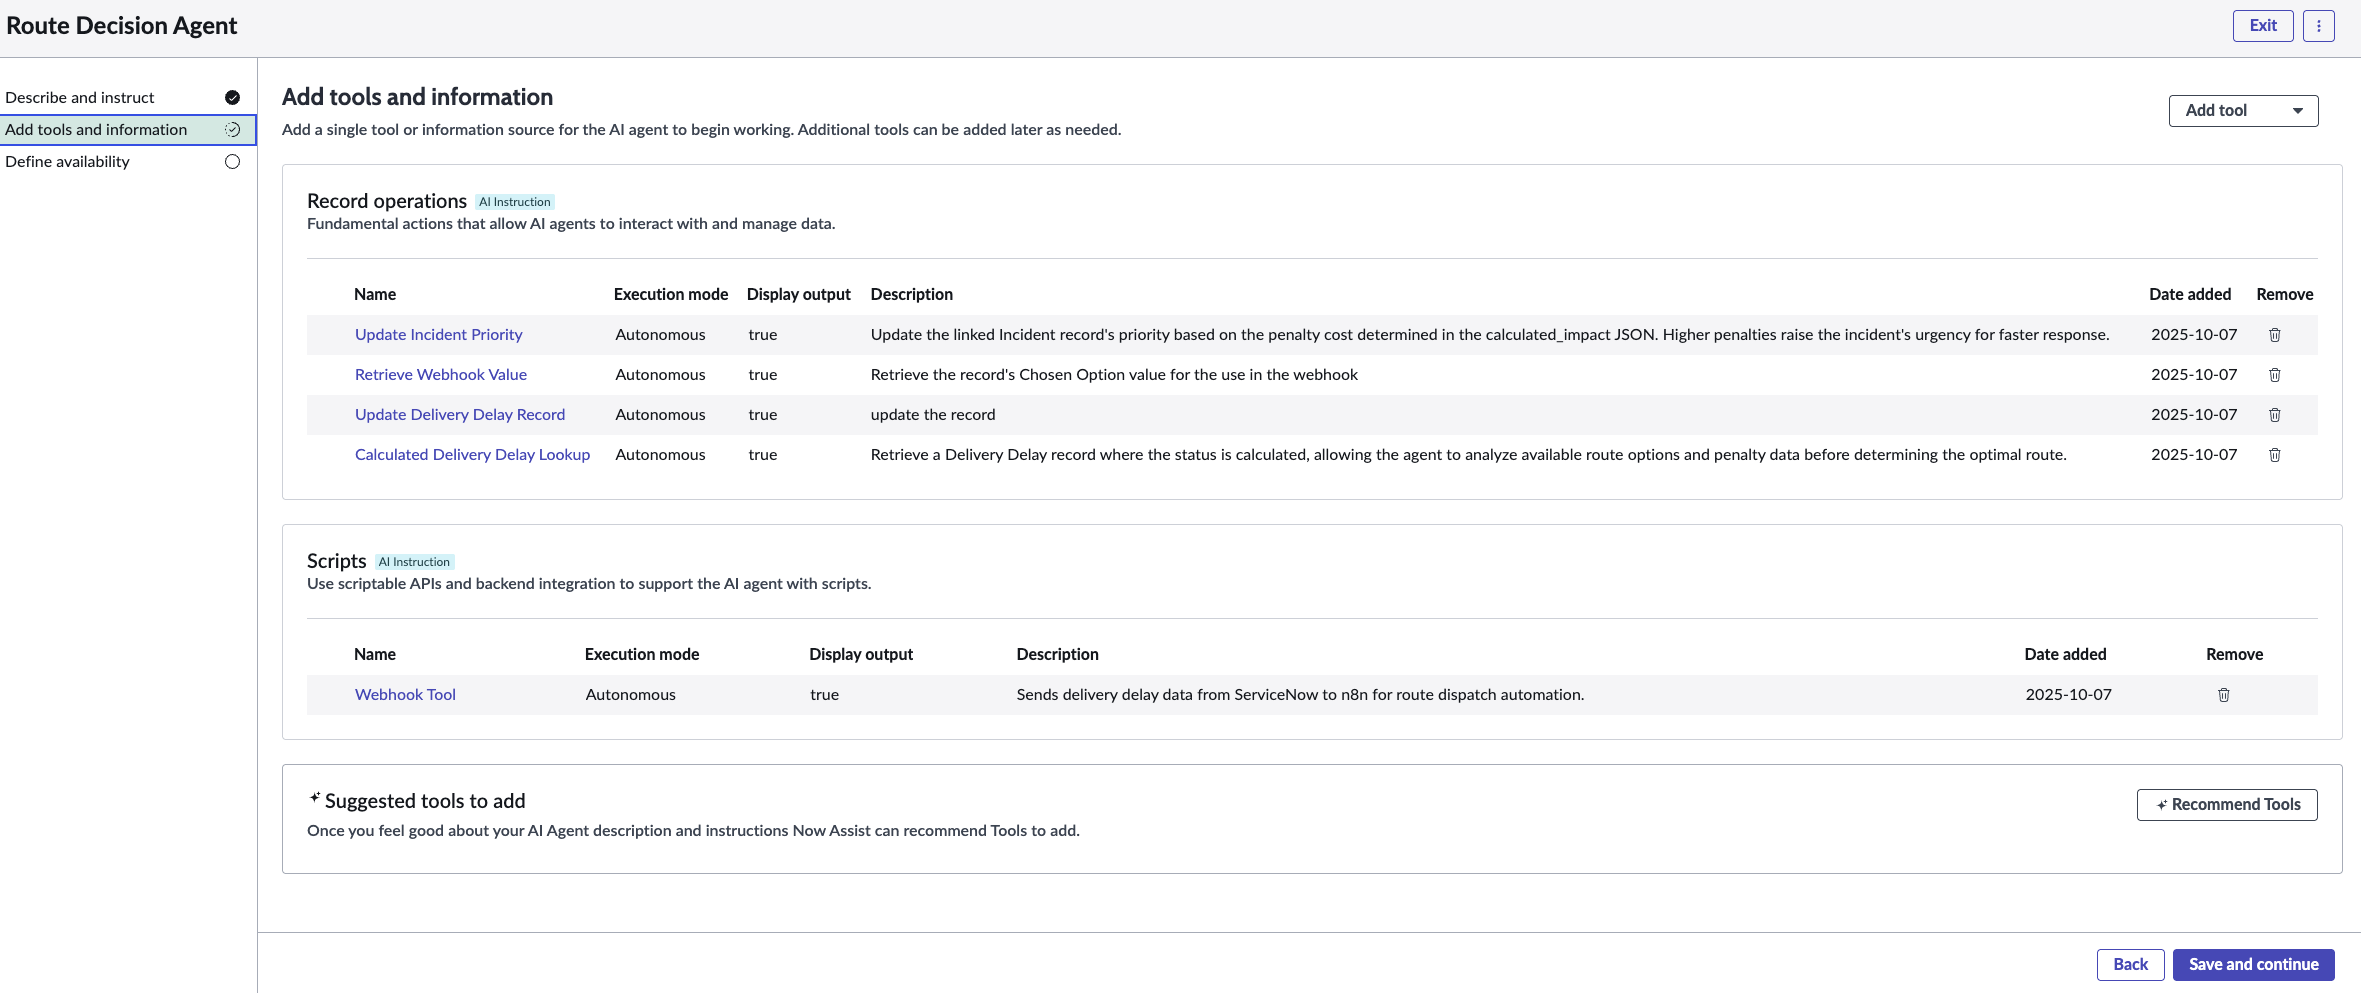 Route Decision Agent
Exit
Describe and instruct
Add tools and information
Define availability
Add tools and information
Add a single tool or information source for the AI agent to begin working. Additional tools can be added later as needed.
Add tool
Record operations AI Instruction
Fundamental actions that allow AI agents to interact with and manage data.
Name Execution mode Display output Description Date added Remove
Update Incident Priority Autonomous true Update the linked Incident record's priority based on the penalty cost determined in the calculated_impact JSON. Higher penalties raise the incident's urgency for faster response. 2025-10-07
Retrieve Webhook Value Autonomous true Retrieve the record's Chosen Option value for the use in the webhook 2025-10-07
Update Delivery Delay Record Autonomous true update the record 2025-10-07
Calculated Delivery Delay Lookup Autonomous true Retrieve a Delivery Delay record where the status is calculated, allowing the agent to analyze available route options and penalty data before determining the optimal route. 2025-10-07
Scripts AI Instruction
Use scriptable APIs and backend integration to support the AI agent with scripts.
Name Execution mode Display output Description Date added Remove
Webhook Tool Autonomous true Sends delivery delay data from ServiceNow to n8n for route dispatch automation. 2025-10-07
Suggested tools to add
Once you feel good about your AI Agent description and instructions Now Assist can recommend Tools to add.
Recommend Tools
Back
Save and continue